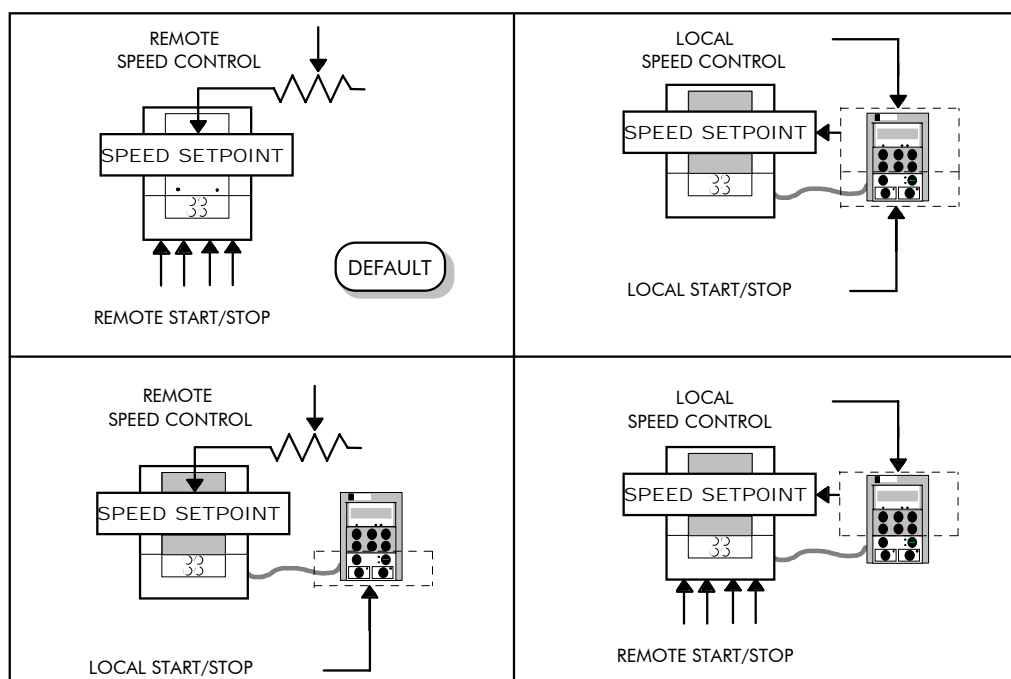 REMOTE
SPEED CONTROL
SPEED SETPOINT
DEFAULT
REMOTE START/STOP
LOCAL
SPEED CONTROL
SPEED SETPOINT
LOCAL START/STOP
REMOTE
SPEED CONTROL
SPEED SETPOINT
LOCAL START/STOP
LOCAL
SPEED CONTROL
SPEED SETPOINT
REMOTE START/STOP